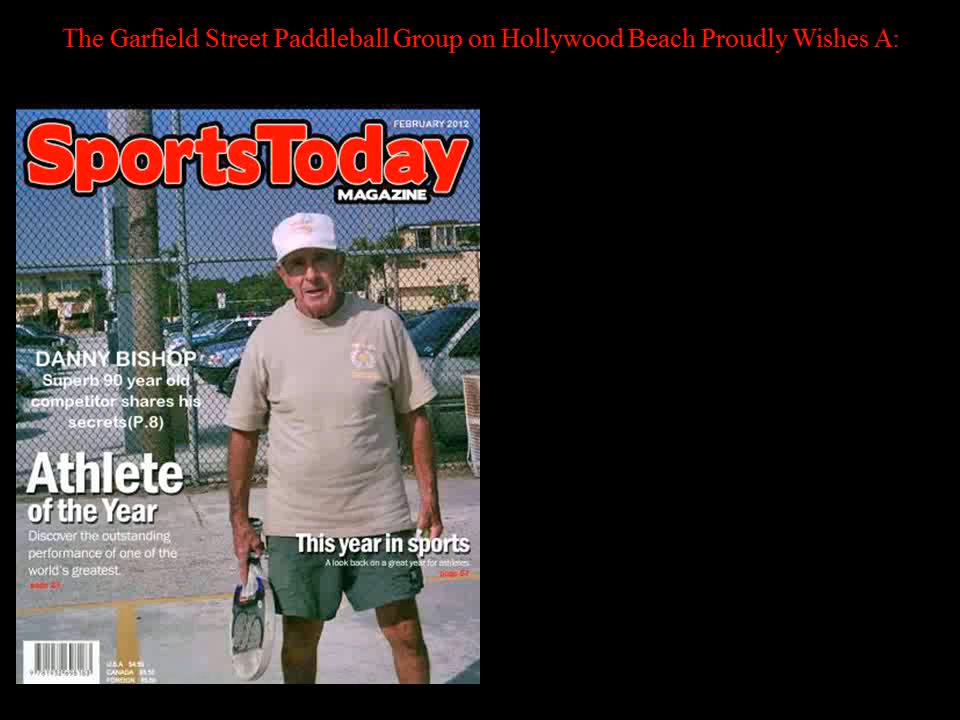 The Garfield Street Paddleball Group on Hollywood Beach Proudly Wishes A:
FEBRUARY 2012
SportsToday
MAGAZINE
DANNY BISHOP
Superb 90 year old
competitor shares his
secrets(P.8)
Athlete
of the Year
Discover the outstanding
performance of one of the
world's greatest.
This year in sports
A look back on a great year for athletes
U.S.A
CANADA
FOREIGN